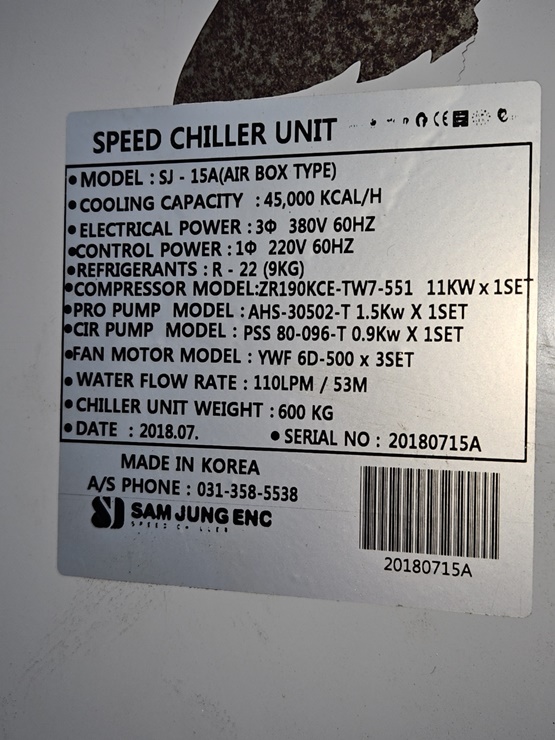 SPEED CHILLER UNIT CE
• MODEL : SJ - 15A(AIR BOX TYPE)
• COOLING CAPACITY : 45,000 KCAL/H
• ELECTRICAL POWER : 3Φ 380V 60HZ
• CONTROL POWER : 1Φ 220V 60HZ
• REFRIGERANTS : R - 22 (9KG)
• COMPRESSOR MODEL:ZR190KCE-TW7-551 11KW x 1SET
• PRO PUMP MODEL : AHS-30502-T 1.5Kw X 1SET
• CIR PUMP MODEL : PSS 80-096-T 0.9Kw X 1SET
• FAN MOTOR MODEL : YWF 6D-500 x 3SET
• WATER FLOW RATE : 110LPM / 53M
• CHILLER UNIT WEIGHT : 600 KG
• DATE : 2018.07. • SERIAL NO : 20180715A
MADE IN KOREA
A/S PHONE : 031-358-5538
SJ SAM JUNG ENC
SPEED CHILLER
20180715A